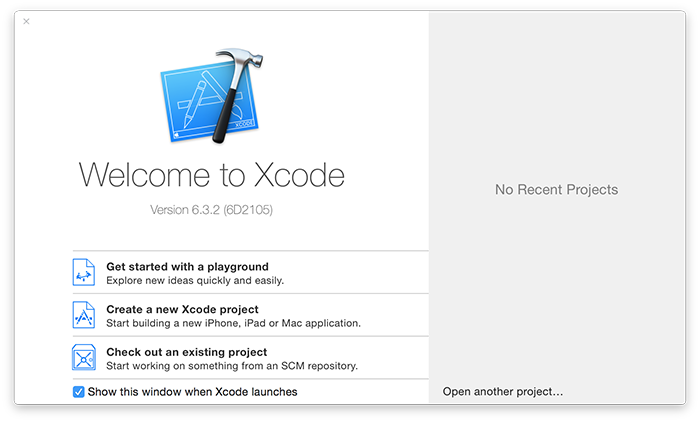 XCODE
Welcome to Xcode
Version 6.3.2 (6D2105)
Get started with a playground
Explore new ideas quickly and easily.
Create a new Xcode project
Start building a new iPhone, iPad or Mac application.
Check out an existing project
Start working on something from an SCM repository.
Show this window when Xcode launches
No Recent Projects
Open another project…